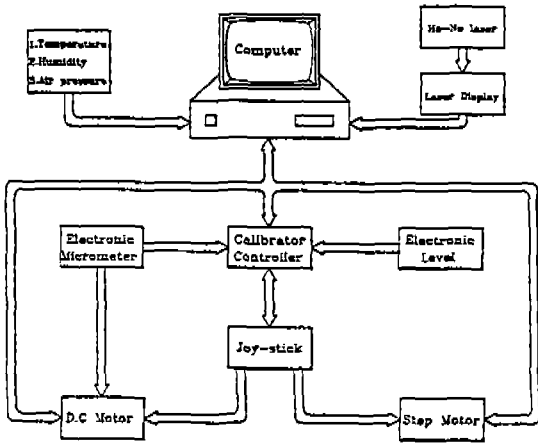 1.Temperature
2.Humidity
3.Air pressure
Computer
He-Ne laser
Laser Display
Electronic
Micrometer
Calibrator
Controller
Electronic
Level
Joy-stick
D.C Motor
Step Motor